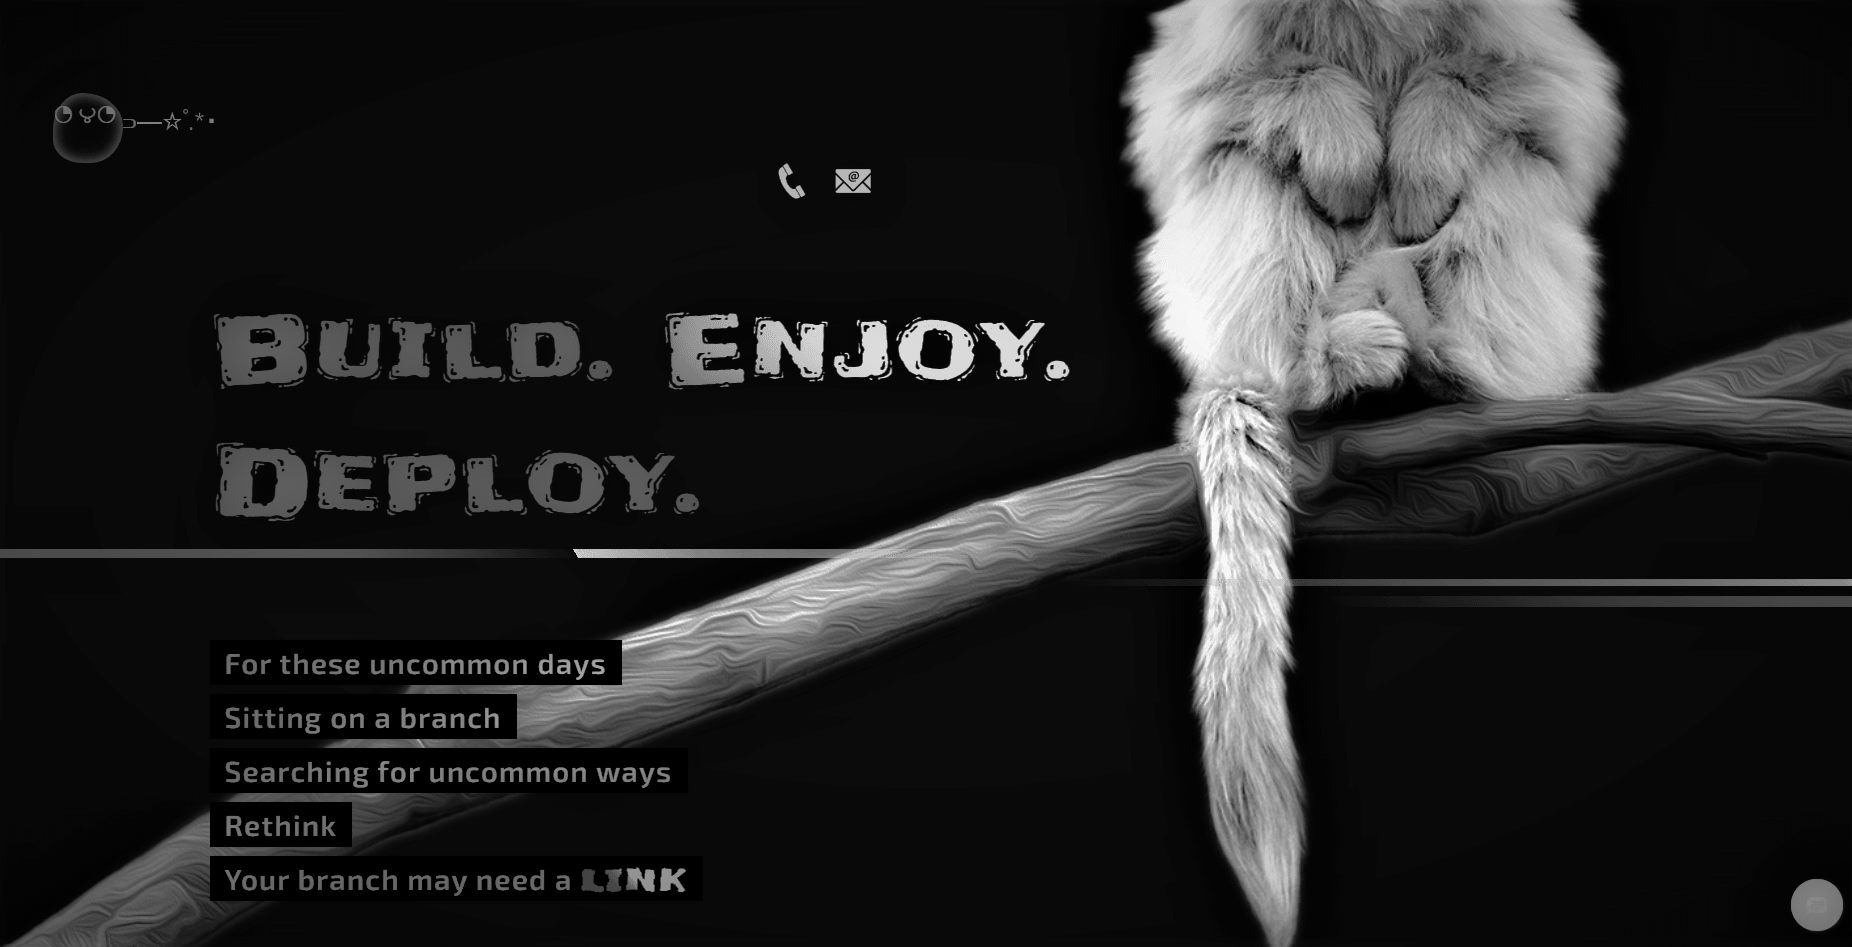 Build. Enjoy.
Deploy.
For these uncommon days
Sitting on a branch
Searching for uncommon ways
Rethink
Your branch may need a LINK